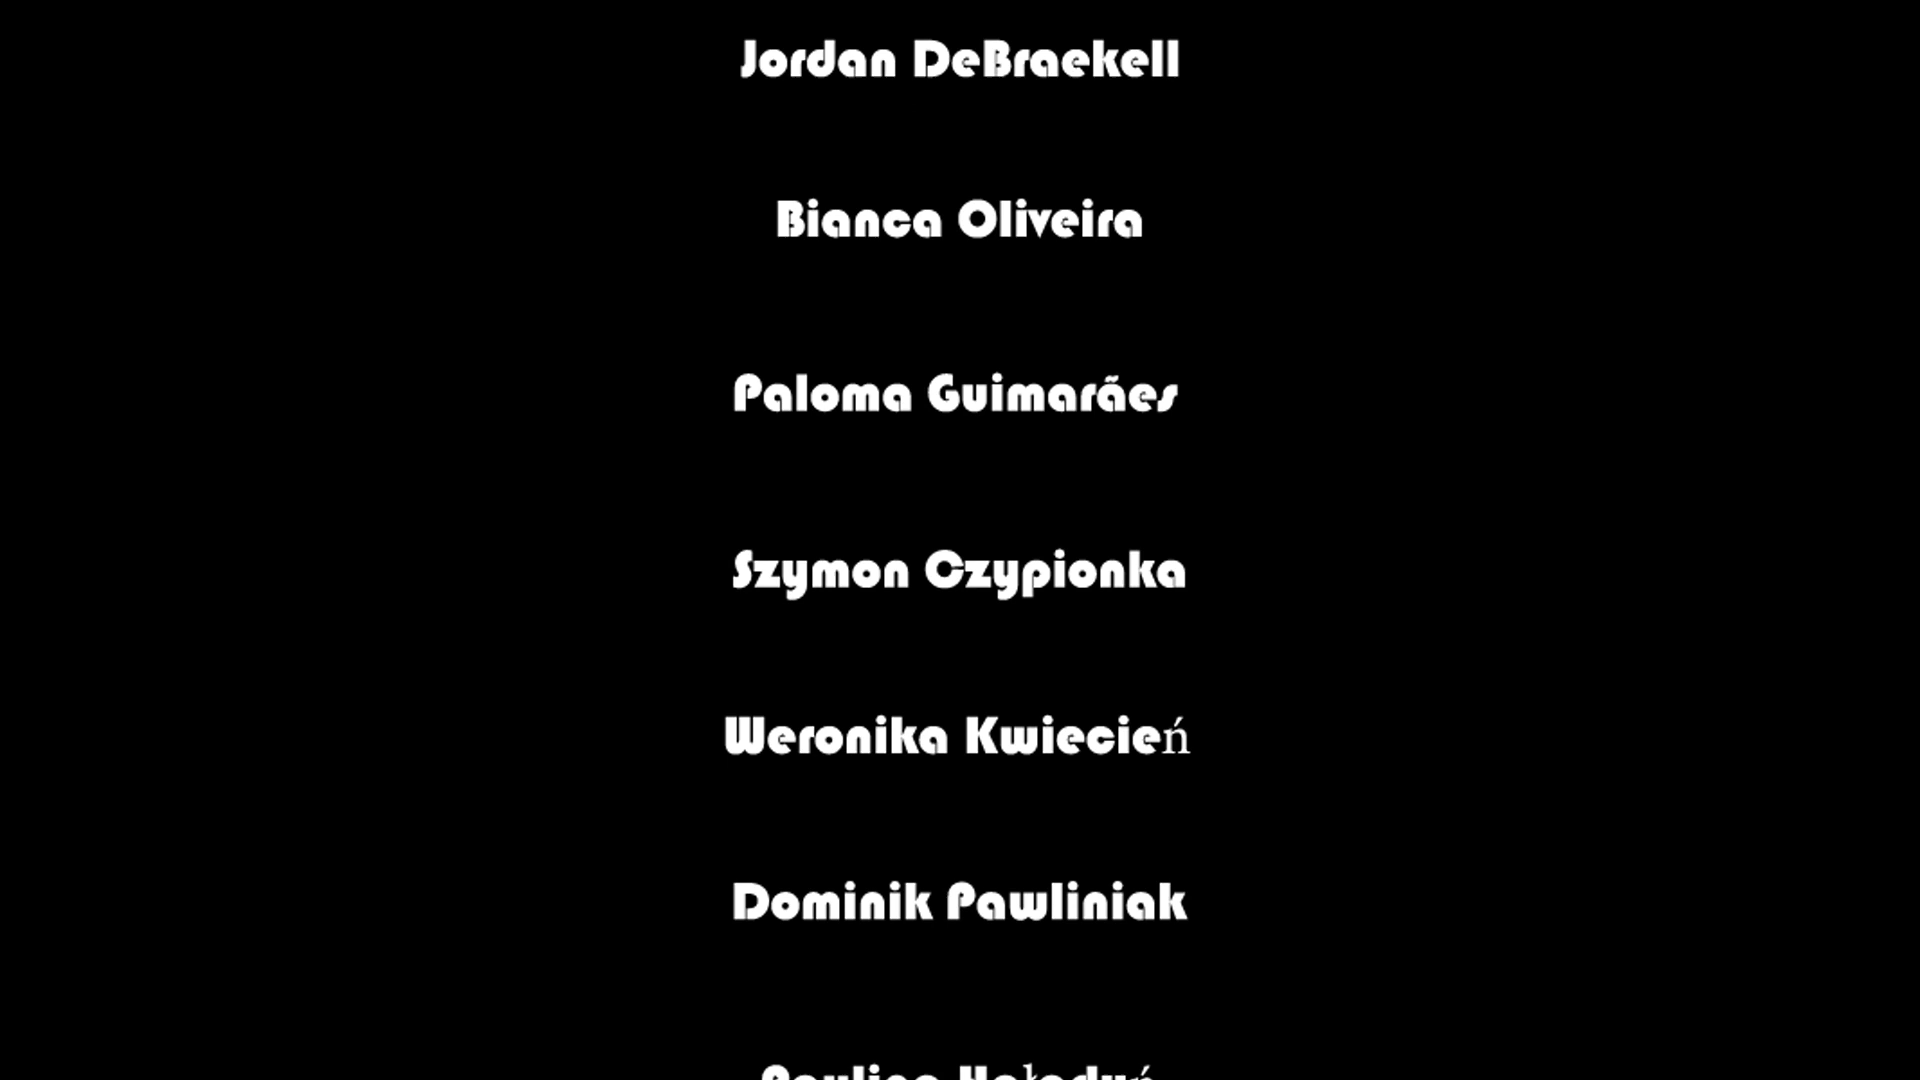 Jordan DeBraekell
Bianca Oliveira
Paloma Guimarães
Szymon Czypionka
Weronika Kwiecień
Dominik Pawliniak